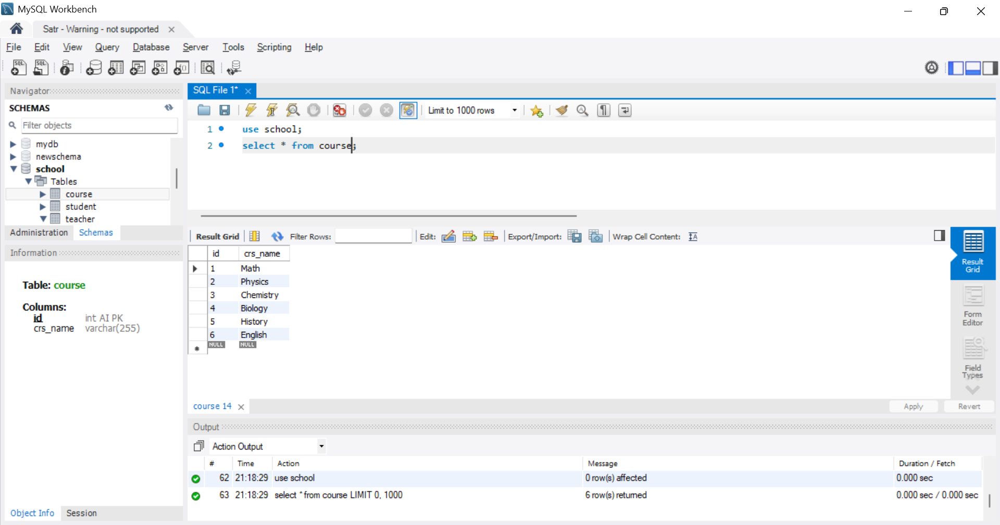 MySQL Workbench
Satr - Warning - not supported
File Edit View Query Database Server Tools Scripting Help
Navigator
SCHEMAS
Filter objects
mydb
newschema
school
Tables
course
student
teacher
Administration Schemas
Information
Table: course
Columns:
id int AI PK
crs_name varchar(255)
Object Info Session
SQL File 1*
Limit to 1000 rows
1 use school;
2 select * from course;
Result Grid Filter Rows: Edit: Export/Import: Wrap Cell Content:
id crs_name
1 Math
2 Physics
3 Chemistry
4 Biology
5 History
6 English
NULL NULL
Result
Grid
Form
Editor
Field
Types
course 14
Apply Revert
Output
Action Output
# Time Action Message Duration / Fetch
62 21:18:29 use school 0 row(s) affected 0.000 sec
63 21:18:29 select * from course LIMIT 0, 1000 6 row(s) returned 0.000 sec / 0.000 sec